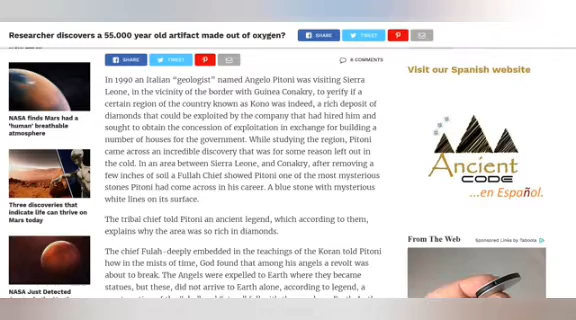 Researcher discovers a 55.000 year old artifact made out of oxygen?
SHARE
TWEET
SHARE
TWEET
6 COMMENTS
In 1990 an Italian “geologist” named Angelo Pitoni was visiting Sierra
Leone, in the vicinity of the border with Guinea Conakry, to verify if a
certain region of the country known as Kono was indeed, a rich deposit of
diamonds that could be exploited by the company that had hired him and
sought to obtain the concession of exploitation in exchange for building a
number of houses for the government. While studying the region, Pitoni
came across an incredible discovery that was for some reason left out in
the cold. In an area between Sierra Leone, and Conakry, after removing a
few inches of soil a Fullah Chief showed Pitoni one of the most mysterious
stones Pitoni had come across in his career. A blue stone with mysterious
white lines on its surface.
The tribal chief told Pitoni an ancient legend, which according to them,
explains why the area was so rich in diamonds.
The chief Fulah–deeply embedded in the teachings of the Koran told Pitoni
how in the mists of time, God found that among his angels a revolt was
about to break. The Angels were expelled to Earth where they became
statues, but these, did not arrive to Earth alone, according to legend, a
NASA finds Mars had a
‘human’ breathable
atmosphere
Three discoveries that
indicate life can thrive on
Mars today
NASA Just Detected
Visit our Spanish website
Ancient
CODE
...en Español.
From The Web
Sponsored Links by Taboola